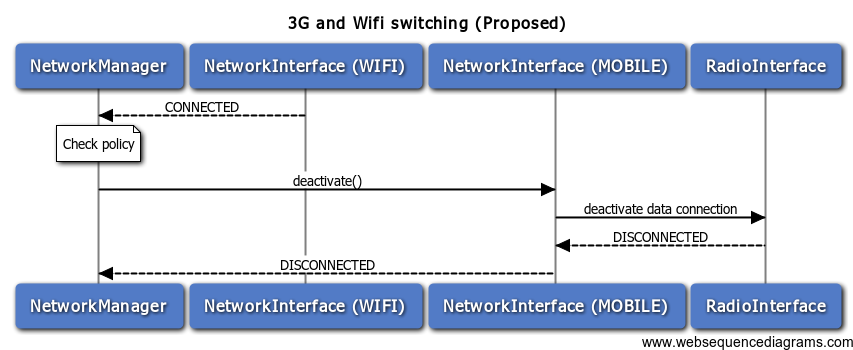 3G and Wifi switching (Proposed)
NetworkManager NetworkInterface (WIFI) NetworkInterface (MOBILE) RadioInterface
CONNECTED
Check policy
deactivate()
deactivate data connection
DISCONNECTED
DISCONNECTED
NetworkManager NetworkInterface (WIFI) NetworkInterface (MOBILE) RadioInterface
www.websequencediagrams.com